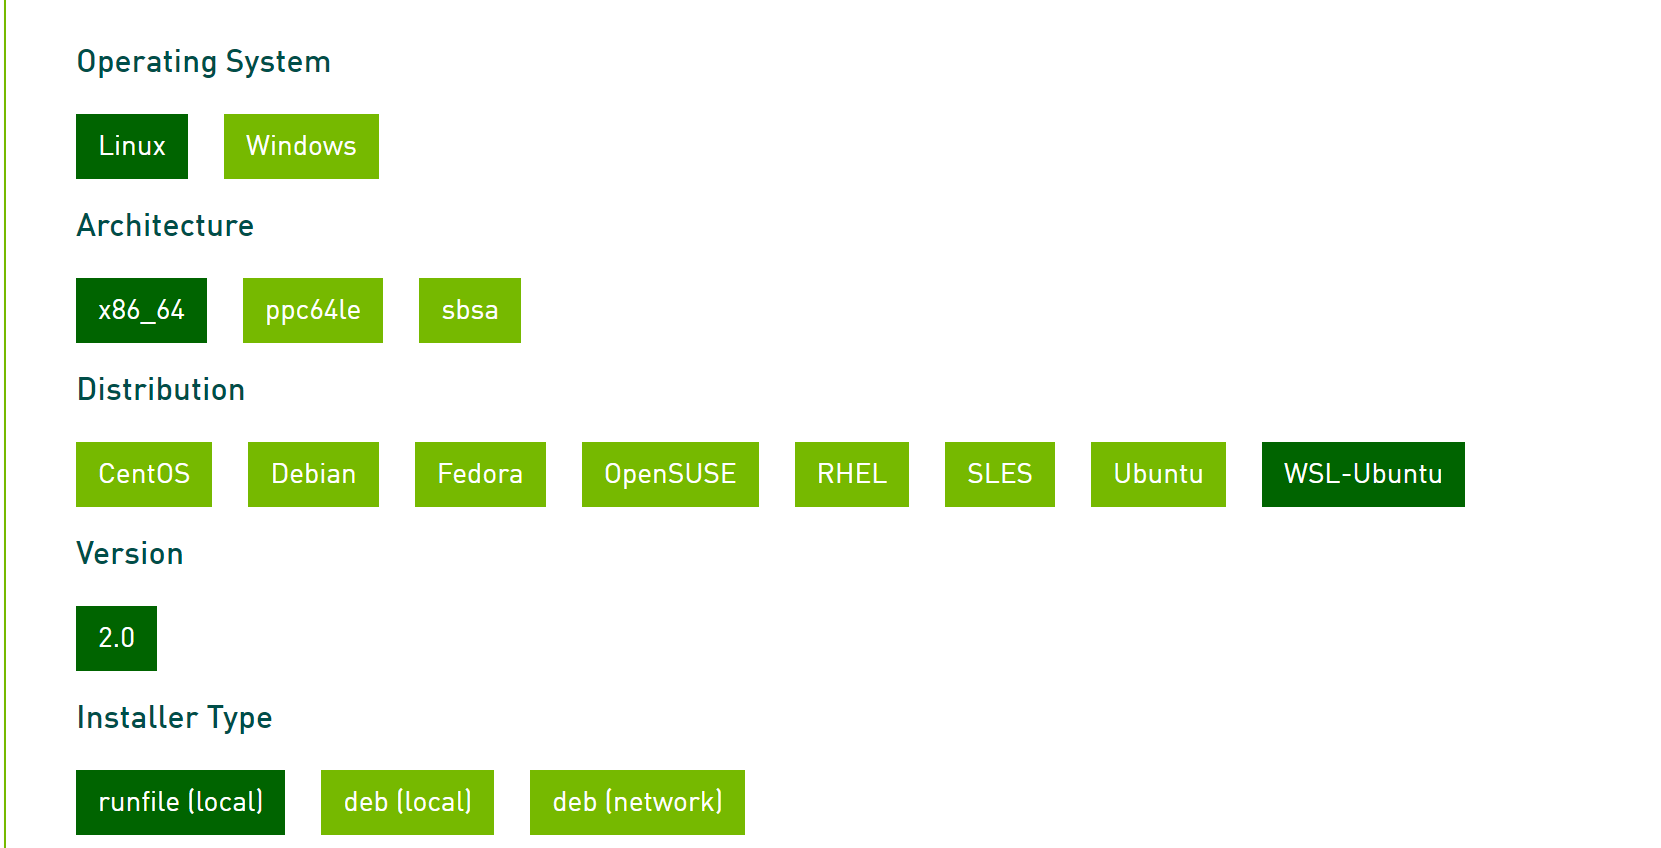 Operating System
Linux Windows
Architecture
x86_64 ppc64le sbsa
Distribution
CentOS Debian Fedora OpenSUSE RHEL SLES Ubuntu WSL-Ubuntu
Version
2.0
Installer Type
runfile (local) deb (local) deb (network)